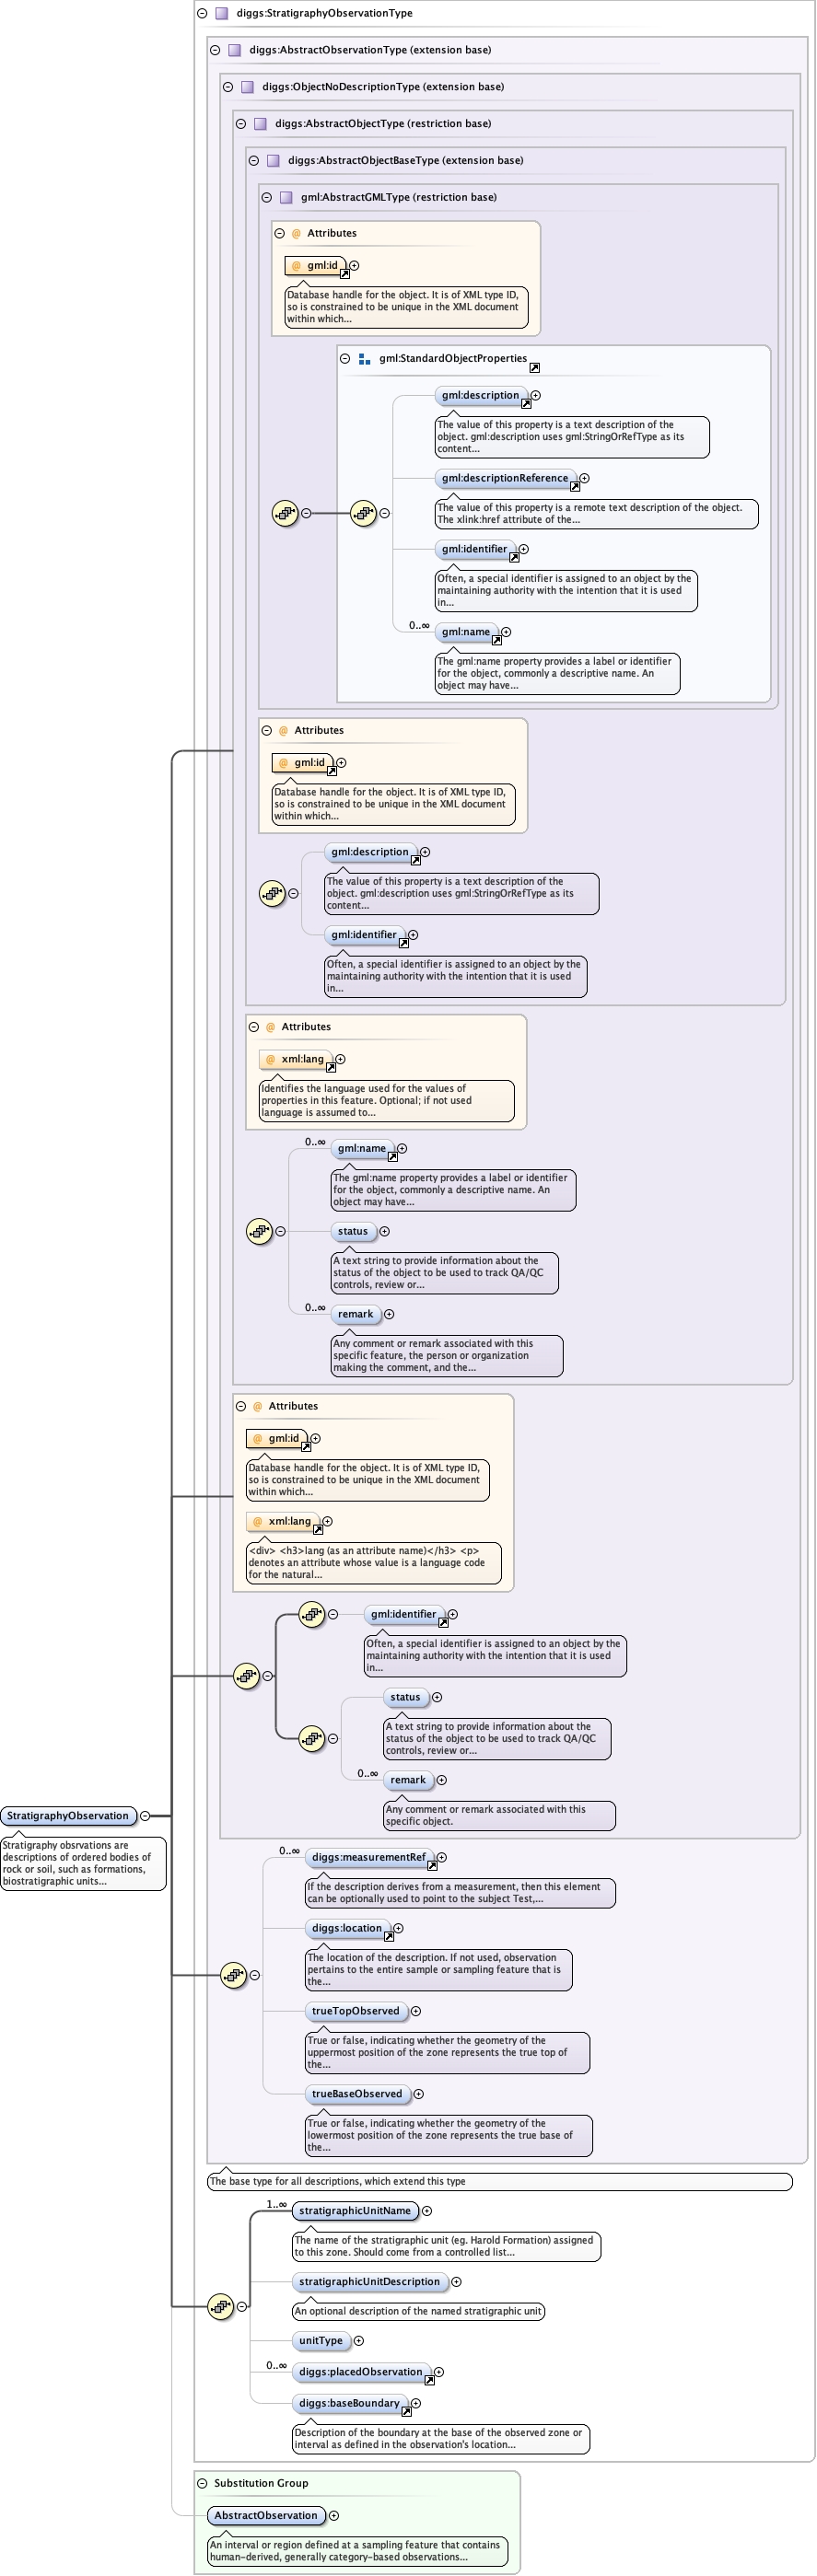 diggs:StratigraphyObservationType
diggs:AbstractObservationType (extension base)
diggs:ObjectNoDescriptionType (extension base)
diggs:AbstractObjectType (restriction base)
diggs:AbstractObjectBaseType (extension base)
gml:AbstractGMLType (restriction base)
@ Attributes
@ gml:id
Database handle for the object. It is of XML type ID,
so is constrained to be unique in the XML document
within which...
gml:StandardObjectProperties
gml:description
The value of this property is a text description of the
object. gml:description uses gml:StringOrRefType as its
content...
gml:descriptionReference
The value of this property is a remote text description of the object.
The xlink:href attribute of the...
gml:identifier
Often, a special identifier is assigned to an object by the
maintaining authority with the intention that it is used
in...
0..∞
gml:name
The gml:name property provides a label or identifier
for the object, commonly a descriptive name. An
object may have...
@ Attributes
@ gml:id
Database handle for the object. It is of XML type ID,
so is constrained to be unique in the XML document
within which...
gml:description
The value of this property is a text description of the
object. gml:description uses gml:StringOrRefType as its
content...
gml:identifier
Often, a special identifier is assigned to an object by the
maintaining authority with the intention that it is used
in...
@ Attributes
@ xml:lang
Identifies the language used for the values of
properties in this feature. Optional; if not used
language is assumed to...
0..∞
gml:name
The gml:name property provides a label or identifier
for the object, commonly a descriptive name. An
object may have...
status
A text string to provide information about the
status of the object to be used to track QA/QC
controls, review or...
0..∞
remark
Any comment or remark associated with this
specific feature, the person or organization
making the comment, and the...
@ Attributes
@ gml:id
Database handle for the object. It is of XML type ID,
so is constrained to be unique in the XML document
within which...
@ xml:lang
<div> <h3>lang (as an attribute name)</h3> <p>
denotes an attribute whose value is a language code
for the natural...
gml:identifier
Often, a special identifier is assigned to an object by the
maintaining authority with the intention that it is used
in...
status
A text string to provide information about the
status of the object to be used to track QA/QC
controls, review or...
0..∞
remark
Any comment or remark associated with this
specific object.
StratigraphyObservation
Stratigraphy obsrvations are
descriptions of ordered bodies of
rock or soil, such as formations,
biostratigraphic units...
0..∞
diggs:measurementRef
If the description derives from a measurement, then this element
can be optionally used to point to the subject Test,...
diggs:location
The location of the description. If not used, observation
pertains to the entire sample or sampling feature that is
the...
trueTopObserved
True or false, indicating whether the geometry of the
uppermost position of the zone represents the true top of
the...
trueBaseObserved
True or false, indicating whether the geometry of the
lowermost position of the zone represents the true base of
the...
The base type for all descriptions, which extend this type
1..∞
stratigraphicUnitName
The name of the stratigraphic unit (eg. Harold Formation) assigned
to this zone. Should come from a controlled list...
stratigraphicUnitDescription
An optional description of the named stratigraphic unit
unitType
0..∞
diggs:placedObservation
diggs:baseBoundary
Description of the boundary at the base of the observed zone or
interval as defined in the observation's location...
Substitution Group
AbstractObservation
An interval or region defined at a sampling feature that contains
human-derived, generally category-based observations...